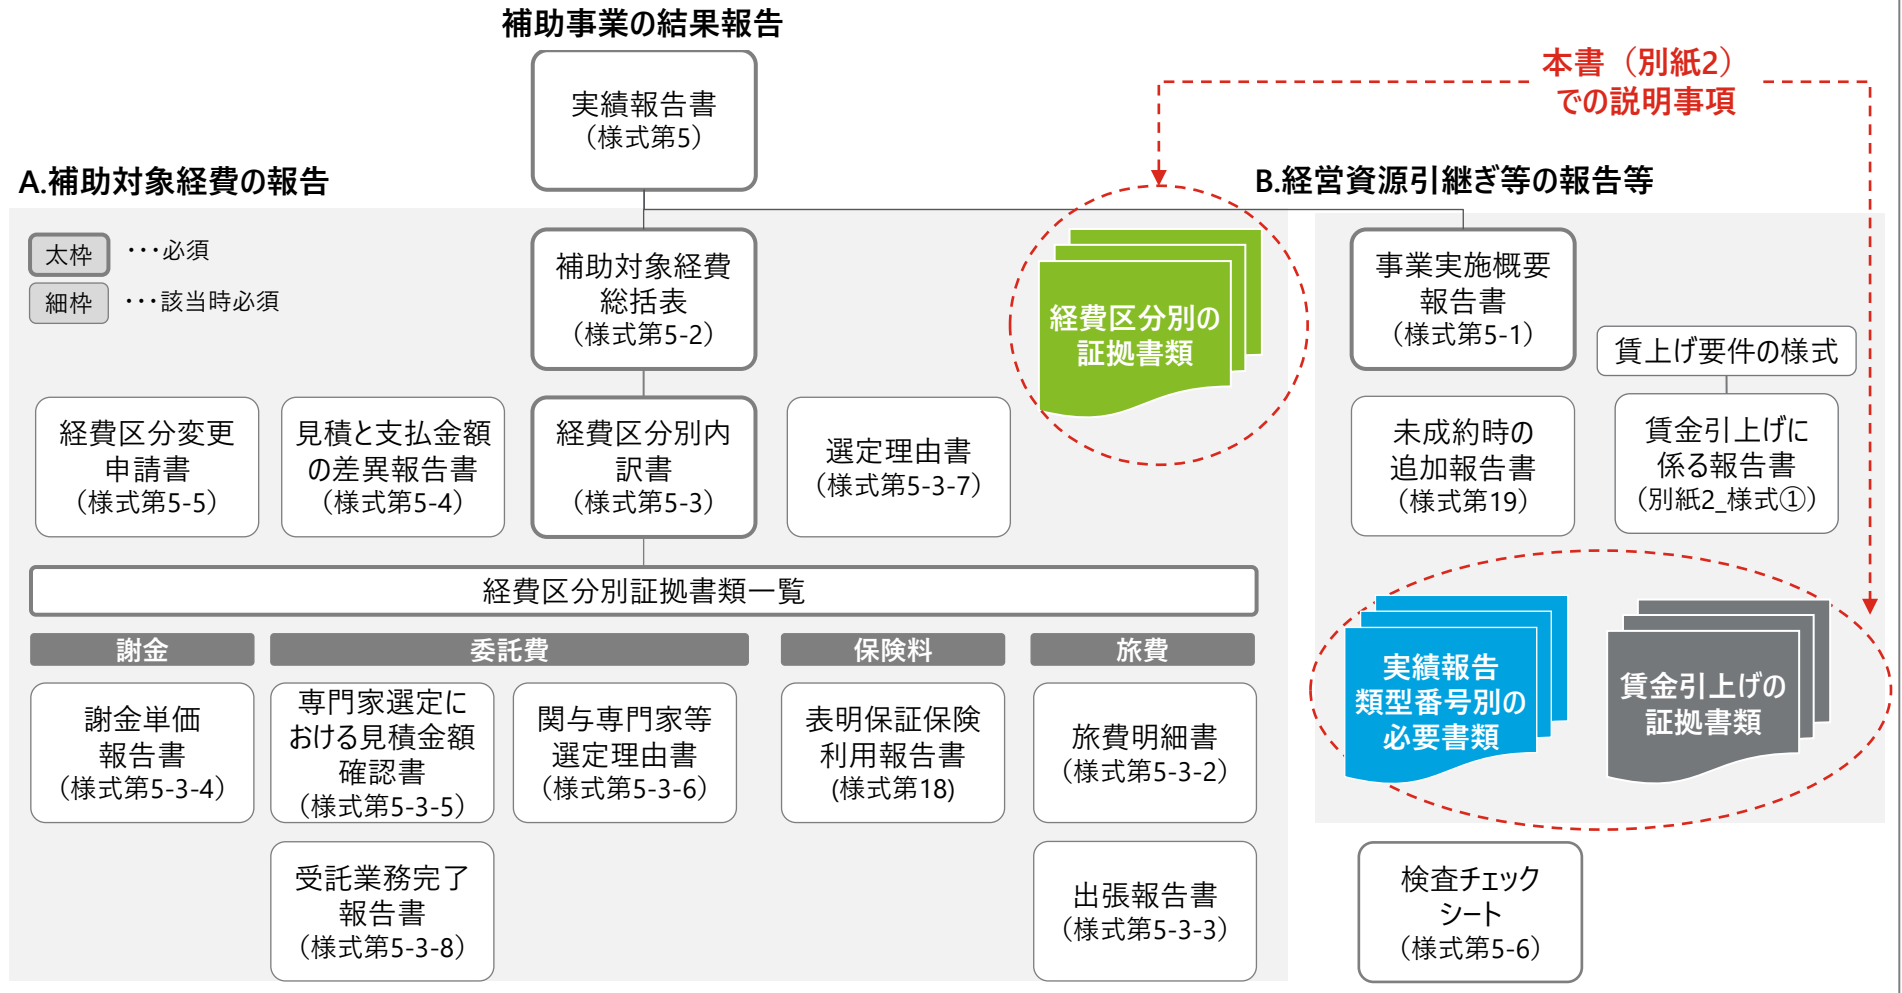 補助事業の結果報告
実績報告書
（様式第5）
本書（別紙2）
での説明事項
A.補助対象経費の報告
B.経営資源引継ぎ等の報告等
太枠
･･･必須
細枠
･･･該当時必須
補助対象経費
総括表
（様式第5-2）
経費区分別の
証拠書類
事業実施概要
報告書
（様式第5-1）
賃上げ要件の様式
経費区分変更
申請書
（様式第5-5）
見積と支払金額
の差異報告書
（様式第5-4）
経費区分別内
訳書
（様式第5-3）
選定理由書
（様式第5-3-7）
未成約時の
追加報告書
（様式第19）
賃金引上げに
係る報告書
（別紙2_様式①）
経費区分別証拠書類一覧
謝金
委託費
保険料
旅費
謝金単価
報告書
（様式第5-3-4）
専門家選定に
おける見積金額
確認書
（様式第5-3-5）
関与専門家等
選定理由書
（様式第5-3-6）
表明保証保険
利用報告書
(様式第18)
旅費明細書
（様式第5-3-2）
実績報告
類型番号別の
必要書類
賃金引上げの
証拠書類
受託業務完了
報告書
（様式第5-3-8）
出張報告書
（様式第5-3-3）
検査チェック
シート
（様式第5-6）